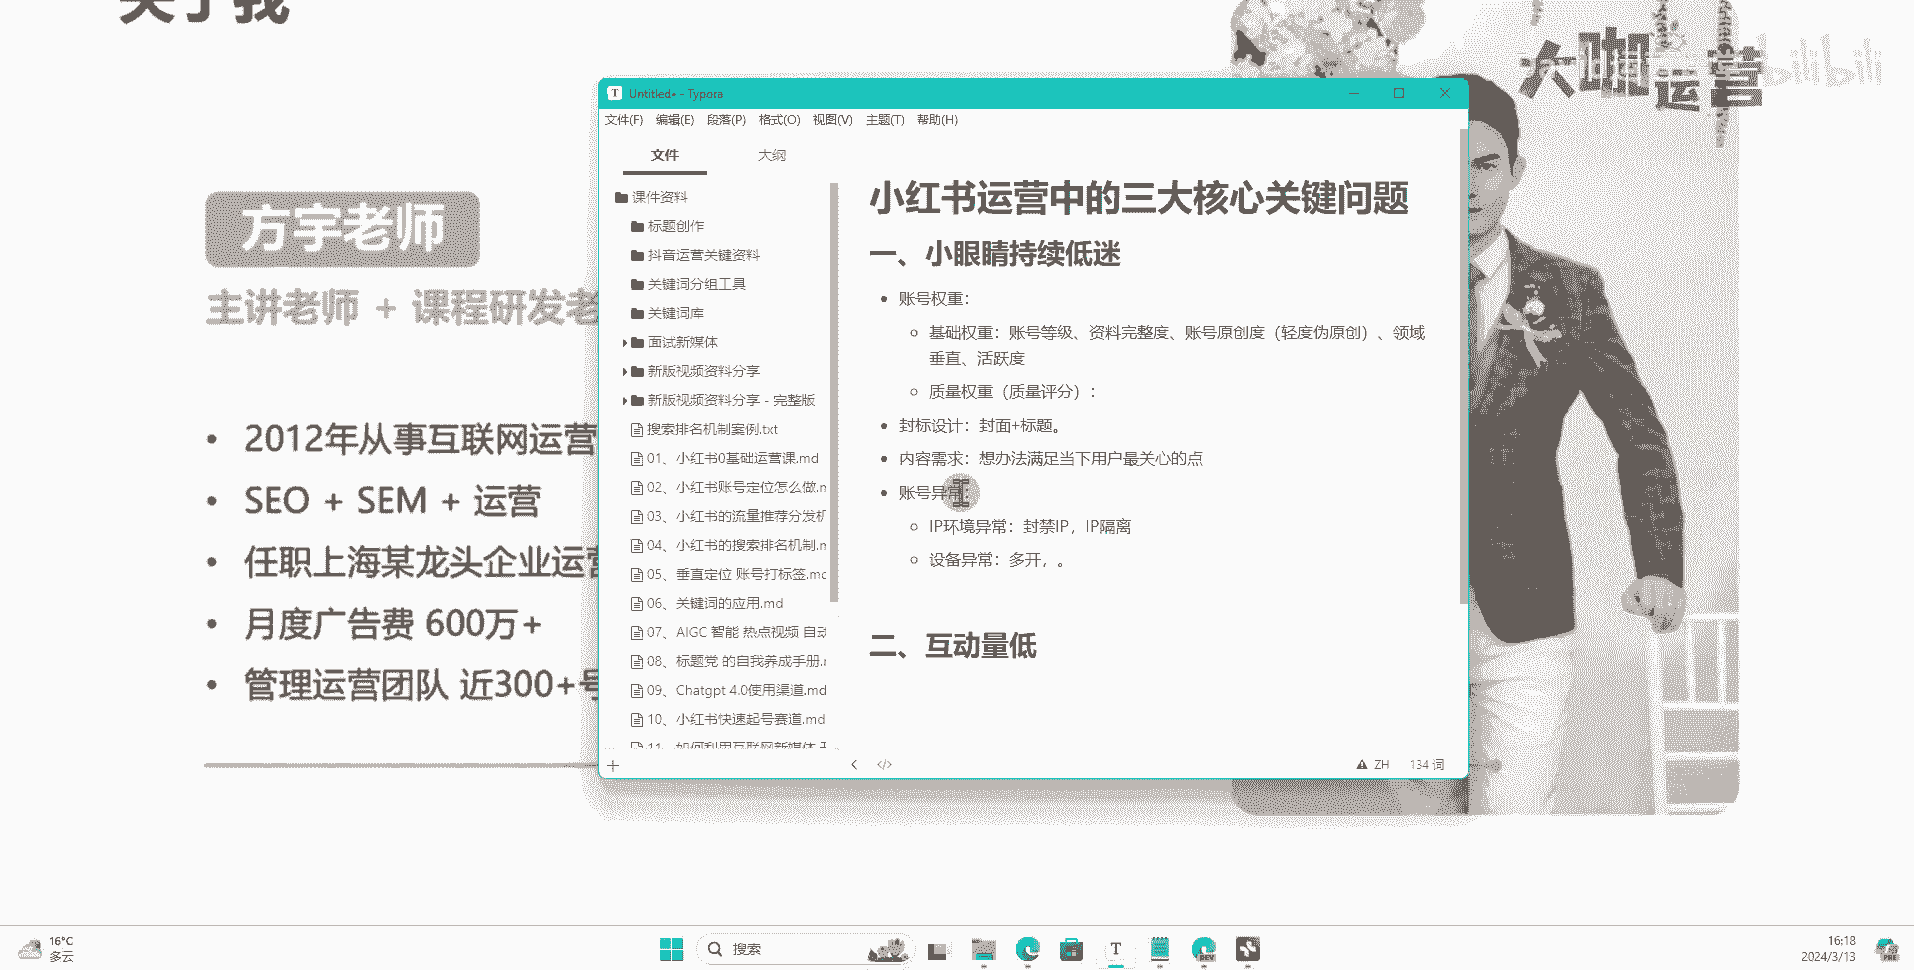 关于我
大咖运营
bilibili
方宇老师
主讲老师 + 课程研发老
2012年从事互联网运营
SEO + SEM + 运营
任职上海某龙头企业运营
月度广告费 600万+
管理运营团队 近300+号
Untitled• - Typora
文件(F) 编辑(E) 段落(P) 格式(O) 视图(V) 主题(T) 帮助(H)
文件 大纲
课件资料
标题创作
抖音运营关键资料
关键词分组工具
关键词库
面试新媒体
新版视频资料分享
新版视频资料分享 - 完整版
搜索排名机制案例.txt
01、小红书0基础运营课.md
02、小红书账号定位怎么做.m
03、小红书的流量推荐分发机
04、小红书的搜索排名机制.m
05、垂直定位 账号打标签.md
06、关键词的应用.md
07、AIGC 智能 热点视频 自动
08、标题党 的自我养成手册.m
09、Chatgpt 4.0使用渠道.md
10、小红书快速起号赛道.md
11、如何利用互联网新媒体
小红书运营中的三大核心关键问题
一、小眼睛持续低迷
账号权重：
基础权重：账号等级、资料完整度、账号原创度（轻度伪原创）、领域
垂直、活跃度
质量权重（质量评分）：
封标设计：封面+标题。
内容需求：想办法满足当下用户最关心的点
账号异常：
IP环境异常：封禁IP，IP隔离
设备异常：多开，。
二、互动量低
ZH 134 词
16°C
多云
搜索
16:18
2024/3/13